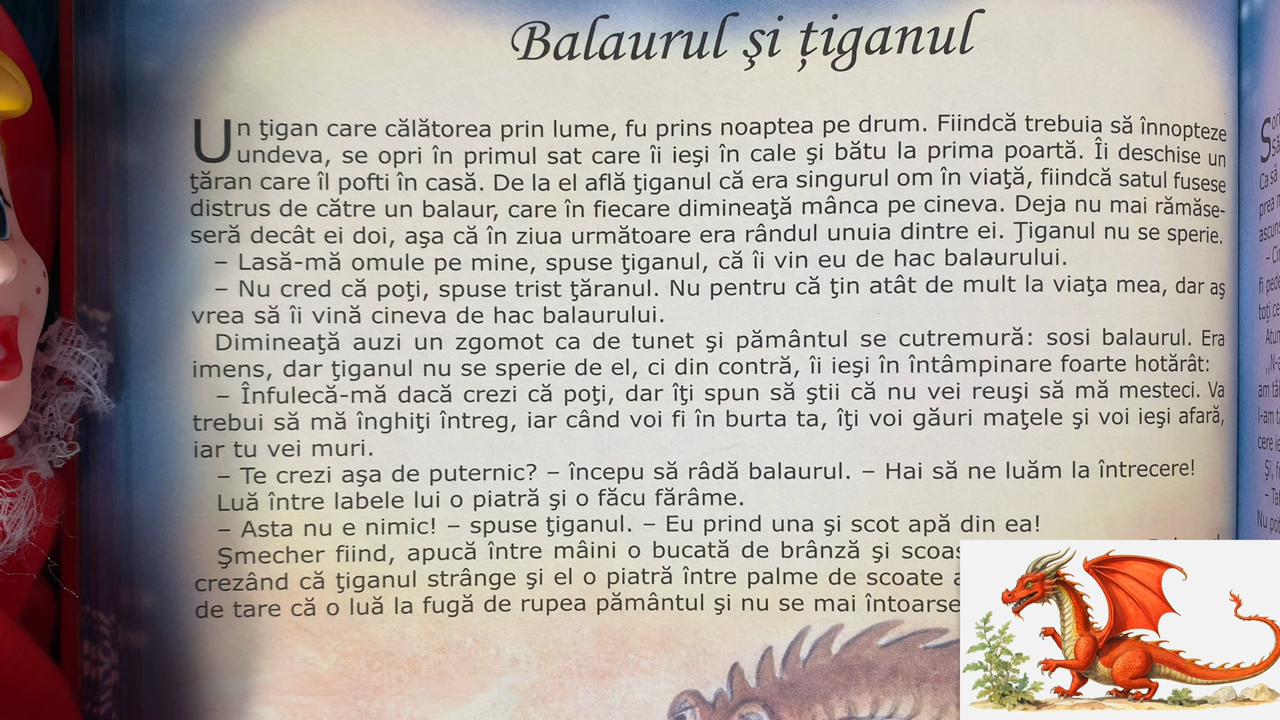 Balaurul şi ţiganul
Un ţigan care călătorea prin lume, fu prins noaptea pe drum. Fiindcă trebuia să înnopteze
undeva, se opri în primul sat care îi ieşi în cale şi bătu la prima poartă. Îi deschise un
ţăran care îl pofti în casă. De la el află ţiganul că era singurul om în viaţă, fiindcă satul fusese
distrus de către un balaur, care în fiecare dimineaţă mânca pe cineva. Deja nu mai rămăse-
seră decât ei doi, aşa că în ziua următoare era rândul unuia dintre ei. Ţiganul nu se sperie.
– Lasă-mă omule pe mine, spuse ţiganul, că îi vin eu de hac balaurului.
– Nu cred că poţi, spuse trist ţăranul. Nu pentru că ţin atât de mult la viaţa mea, dar aş
vrea să îi vină cineva de hac balaurului.
Dimineaţă auzi un zgomot ca de tunet şi pământul se cutremură: sosi balaurul. Era
imens, dar ţiganul nu se sperie de el, ci din contră, îi ieşi în întâmpinare foarte hotărât:
– Înfulecă-mă dacă crezi că poţi, dar îţi spun să ştii că nu vei reuşi să mă mesteci. Va
trebui să mă înghiţi întreg, iar când voi fi în burta ta, îţi voi găuri maţele şi voi ieşi afară,
iar tu vei muri.
– Te crezi aşa de puternic? – începu să râdă balaurul. – Hai să ne luăm la întrecere!
Luă între labele lui o piatră şi o făcu fărâme.
– Asta nu e nimic! – spuse ţiganul. – Eu prind una şi scot apă din ea!
Şmecher fiind, apucă între mâini o bucată de brânză şi
crezând că ţiganul strânge şi el o piatră între palme de scoate
de tare că o luă la fugă de rupea pământul şi nu se mai
Ca să